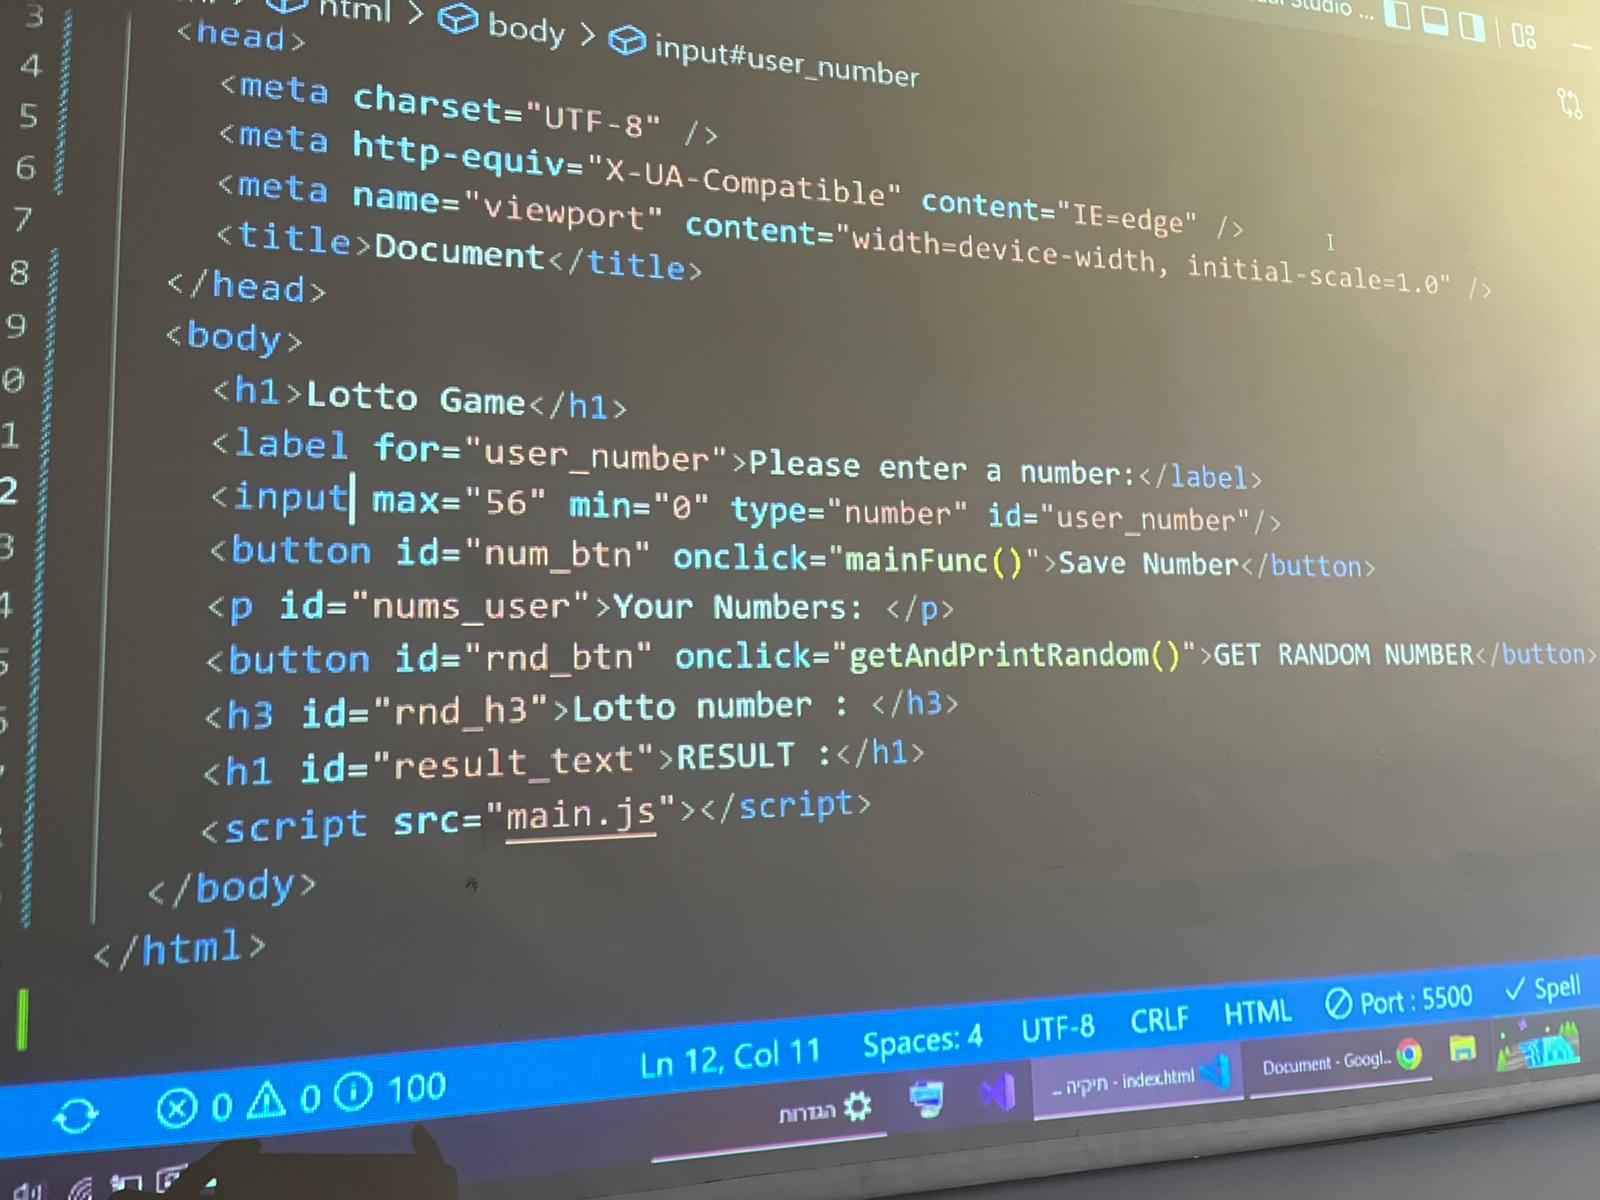 html > body > input#user_number
Studio ...
3 <head>
4 <meta charset="UTF-8" />
5 <meta http-equiv="X-UA-Compatible" content="IE=edge" />
6 <meta name="viewport" content="width=device-width, initial-scale=1.0" />
7 <title>Document</title>
8 </head>
9 <body>
0 <h1>Lotto Game</h1>
1 <label for="user_number">Please enter a number:</label>
2 <input max="56" min="0" type="number" id="user_number"/>
3 <button id="num_btn" onclick="mainFunc()">Save Number</button>
4 <p id="nums_user">Your Numbers: </p>
5 <button id="rnd_btn" onclick="getAndPrintRandom()">GET RANDOM NUMBER</button>
<h3 id="rnd_h3">Lotto number : </h3>
<h1 id="result_text">RESULT :</h1>
<script src="main.js"></script>
</body>
</html>
0 0 100 Ln 12, Col 11 Spaces: 4 UTF-8 CRLF HTML Port : 5500 Spell
הגדרות
index.html - תיקיה ...
Document - Googl...